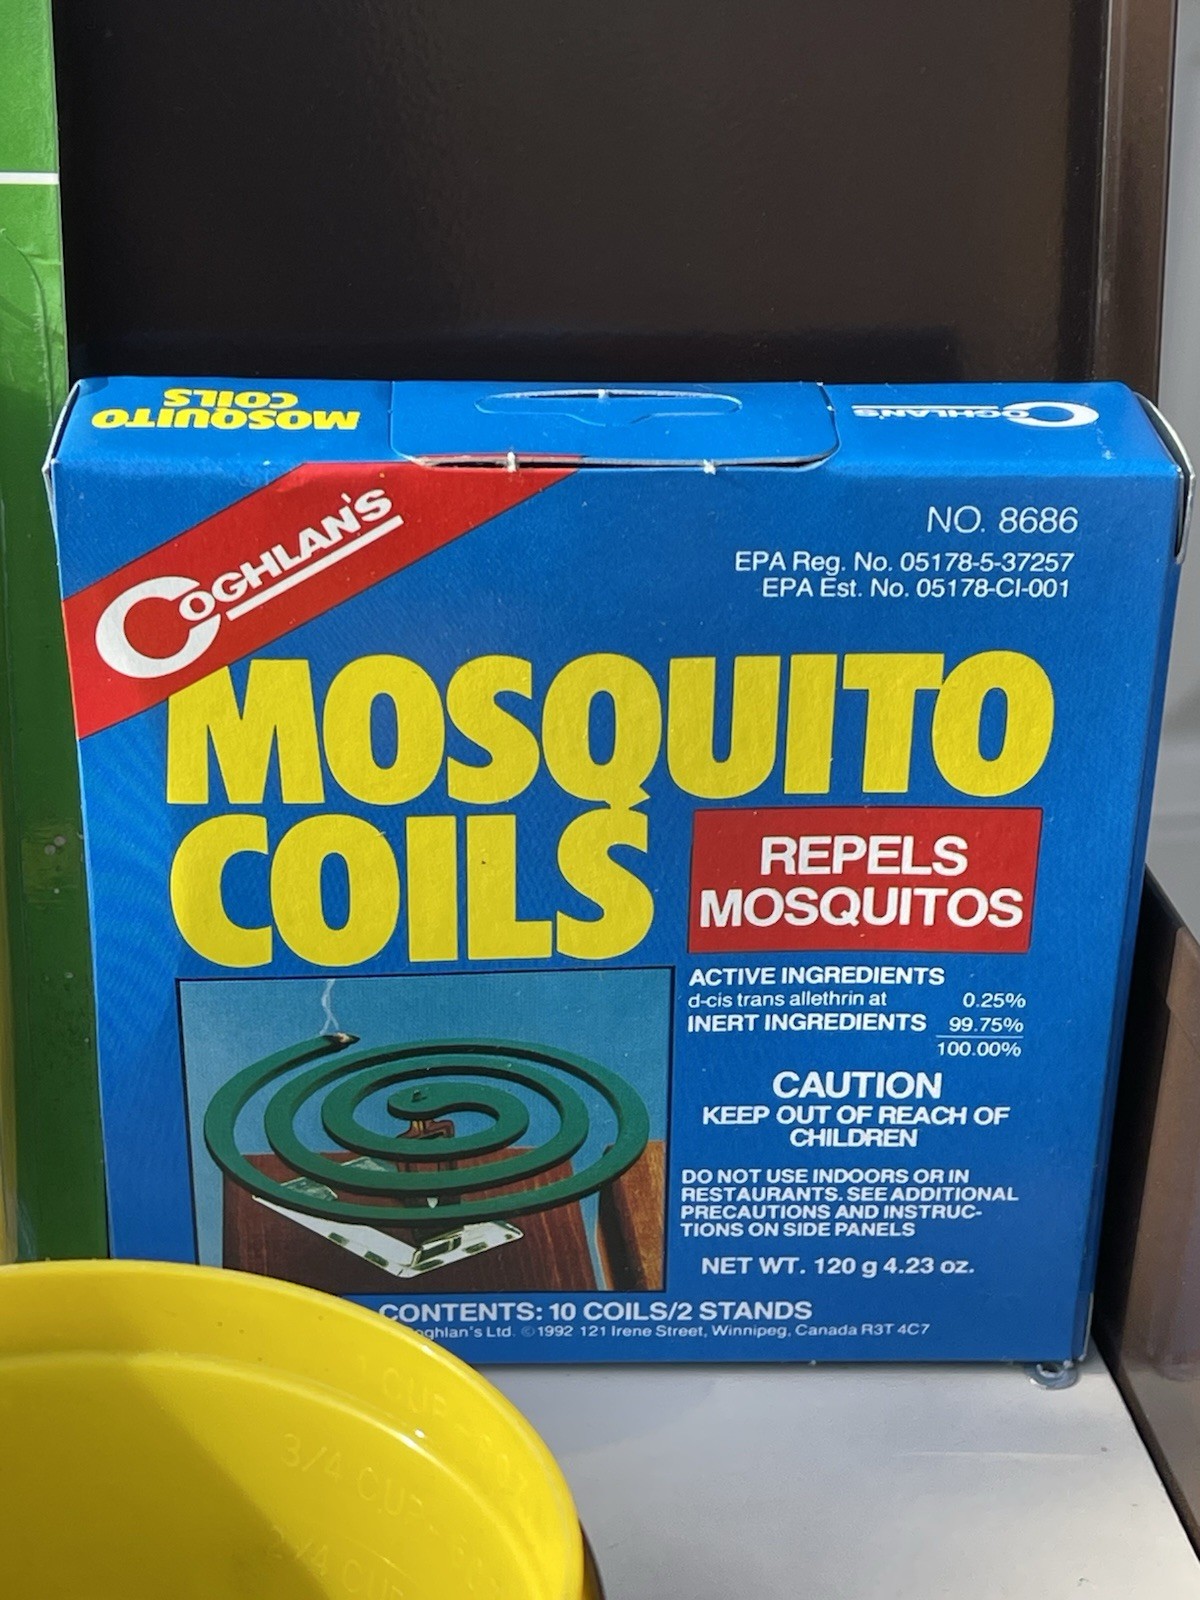 MOSQUITO
COILS
COGHLAN'S
COGHLAN'S
NO. 8686
EPA Reg. No. 05178-5-37257
EPA Est. No. 05178-CI-001
MOSQUITO
COILS
REPELS
MOSQUITOS
ACTIVE INGREDIENTS
d-cis trans allethrin at 0.25%
INERT INGREDIENTS 99.75%
100.00%
CAUTION
KEEP OUT OF REACH OF
CHILDREN
DO NOT USE INDOORS OR IN
RESTAURANTS. SEE ADDITIONAL
PRECAUTIONS AND INSTRUC-
TIONS ON SIDE PANELS
NET WT. 120 g 4.23 oz.
CONTENTS: 10 COILS/2 STANDS
oghlan's Ltd. ©1992 121 Irene Street, Winnipeg, Canada R3T 4C7
3/4 CUP